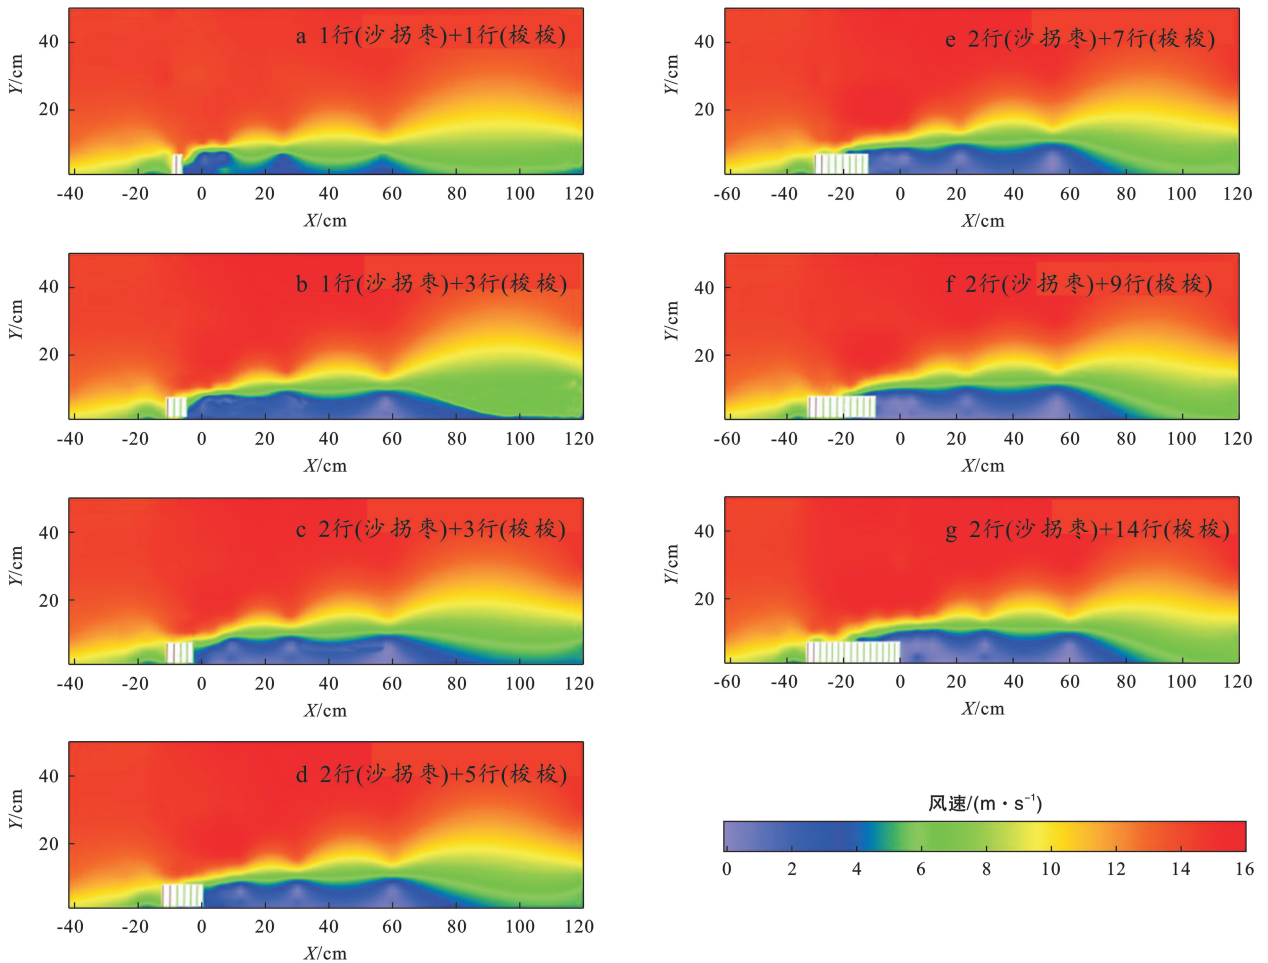 a 1行(沙拐枣)+1行(梭梭)
Y/cm
40
20
-40 -20 0 20 40 60 80 100 120
X/cm
b 1行(沙拐枣)+3行(梭梭)
Y/cm
40
20
-40 -20 0 20 40 60 80 100 120
X/cm
c 2行(沙拐枣)+3行(梭梭)
Y/cm
40
20
-40 -20 0 20 40 60 80 100 120
X/cm
d 2行(沙拐枣)+5行(梭梭)
Y/cm
40
20
-40 -20 0 20 40 60 80 100 120
X/cm
e 2行(沙拐枣)+7行(梭梭)
Y/cm
40
20
-60 -40 -20 0 20 40 60 80 100 120
X/cm
f 2行(沙拐枣)+9行(梭梭)
Y/cm
40
20
-60 -40 -20 0 20 40 60 80 100 120
X/cm
g 2行(沙拐枣)+14行(梭梭)
Y/cm
40
20
-60 -40 -20 0 20 40 60 80 100 120
X/cm
风速/(m·s⁻¹)
0 2 4 6 8 10 12 14 16